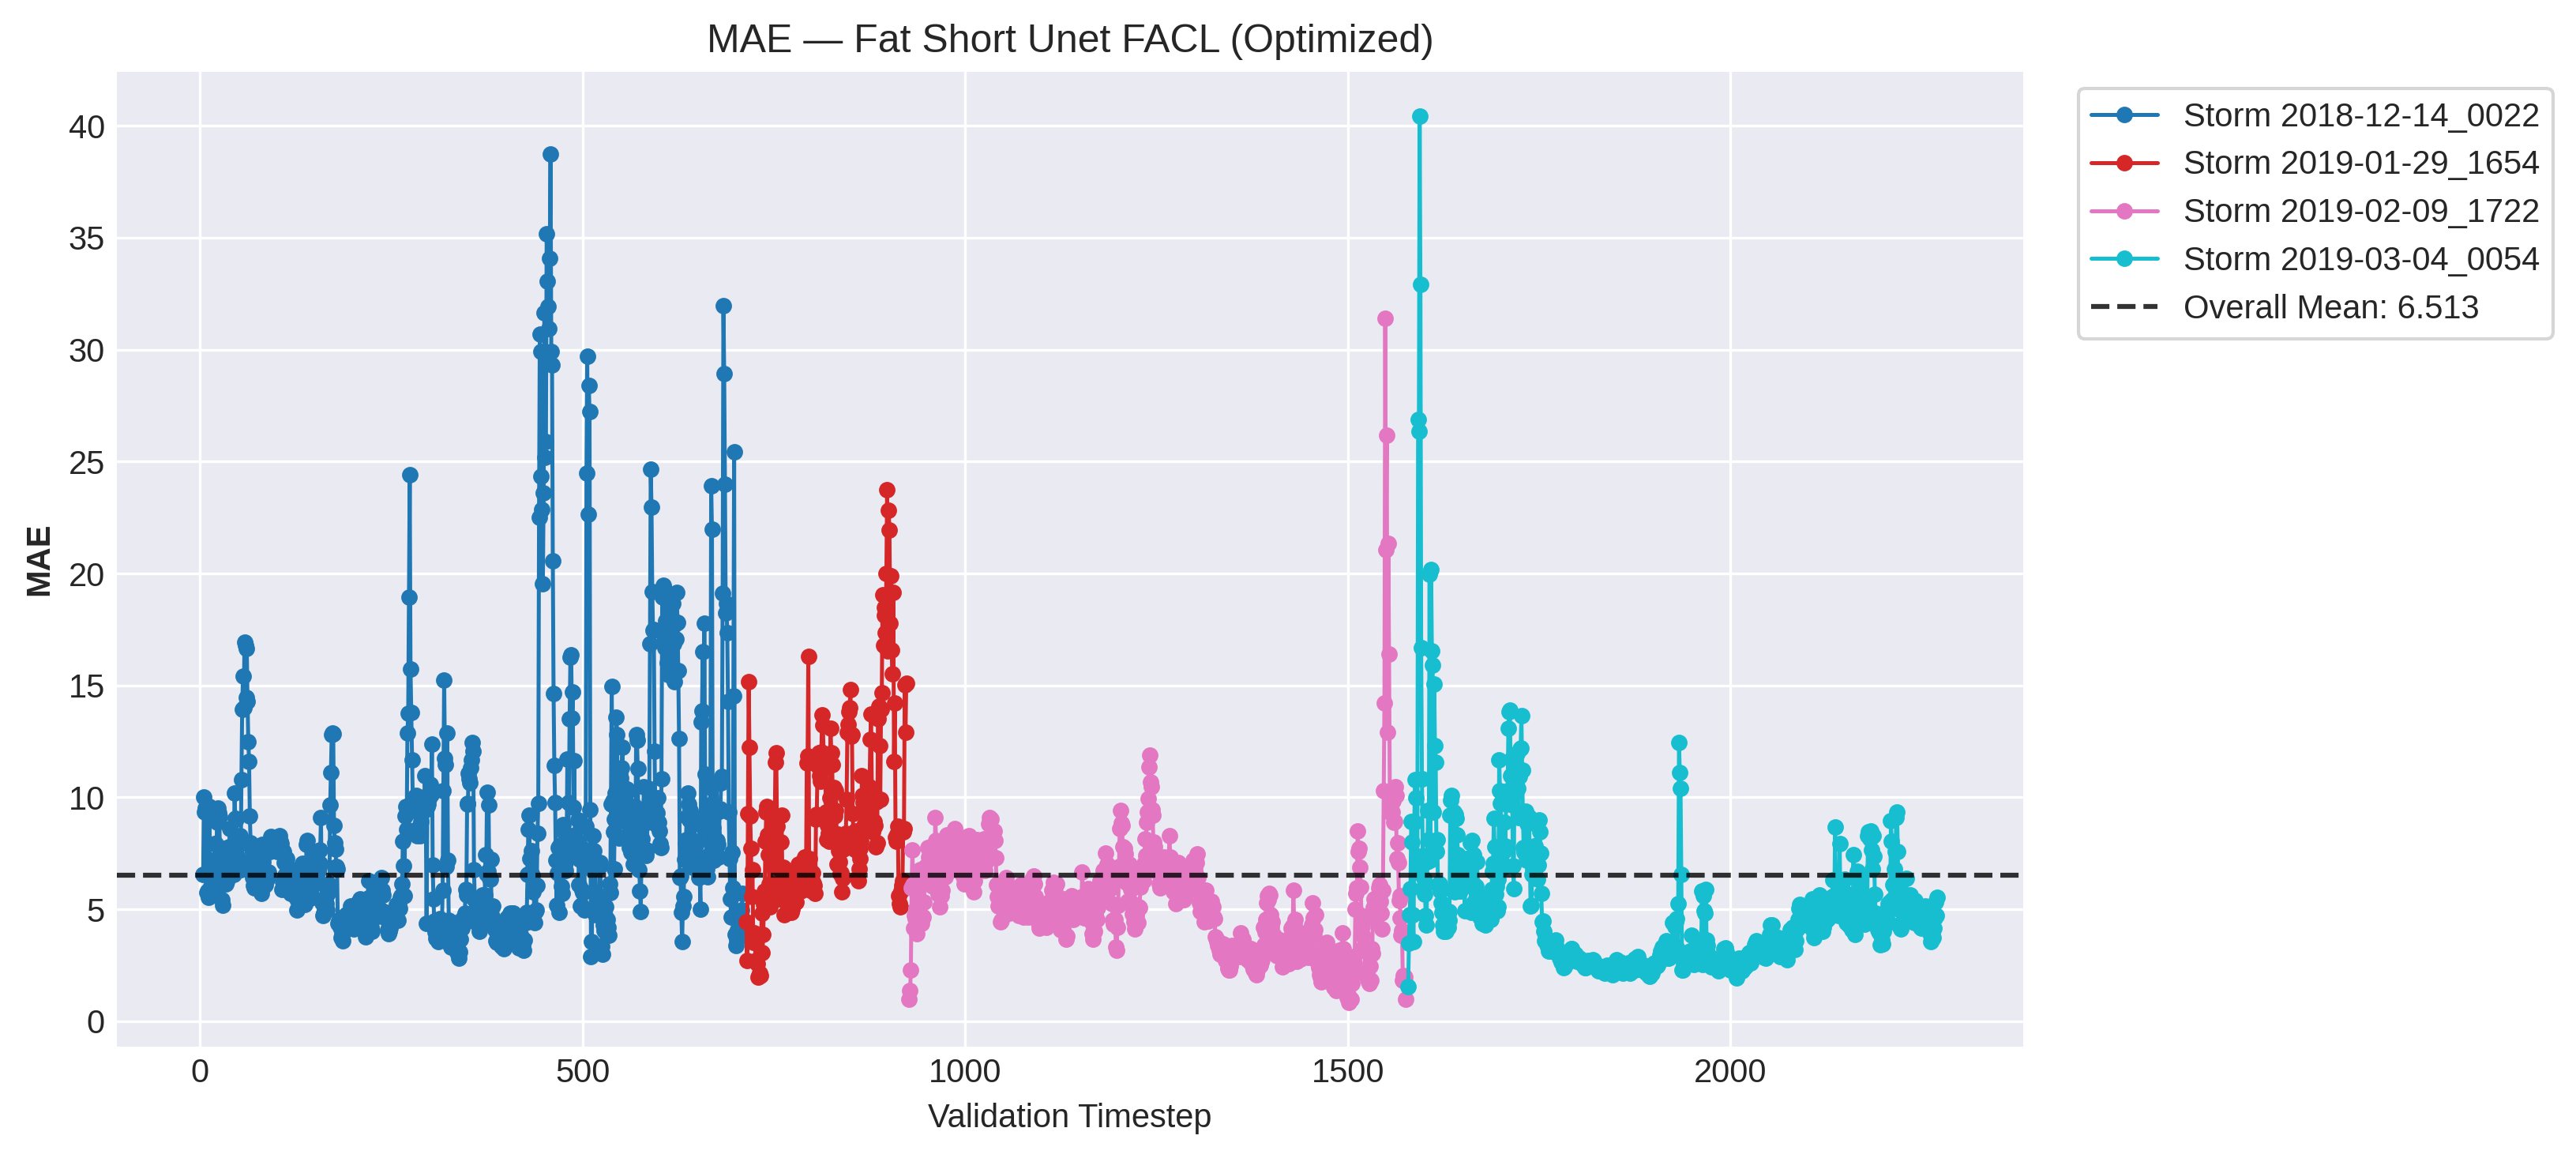 MAE — Fat Short Unet FACL (Optimized)
40
35
30
25
20
15
10
5
0
MAE
0
500
1000
1500
2000
Validation Timestep
Storm 2018-12-14_0022
Storm 2019-01-29_1654
Storm 2019-02-09_1722
Storm 2019-03-04_0054
Overall Mean: 6.513